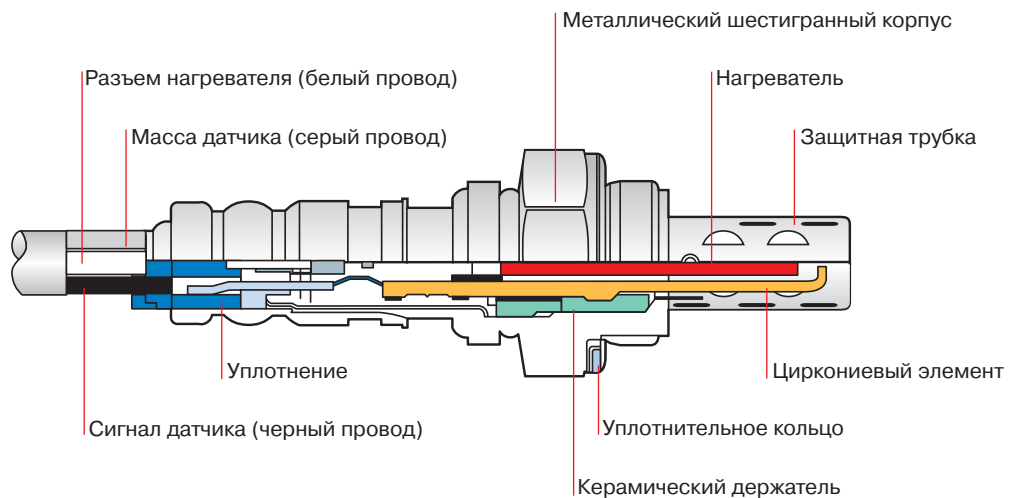 Металлический шестигранный корпус
Разъем нагревателя (белый провод)
Нагреватель
Масса датчика (серый провод)
Защитная трубка
Уплотнение
Циркониевый элемент
Сигнал датчика (черный провод)
Уплотнительное кольцо
Керамический держатель